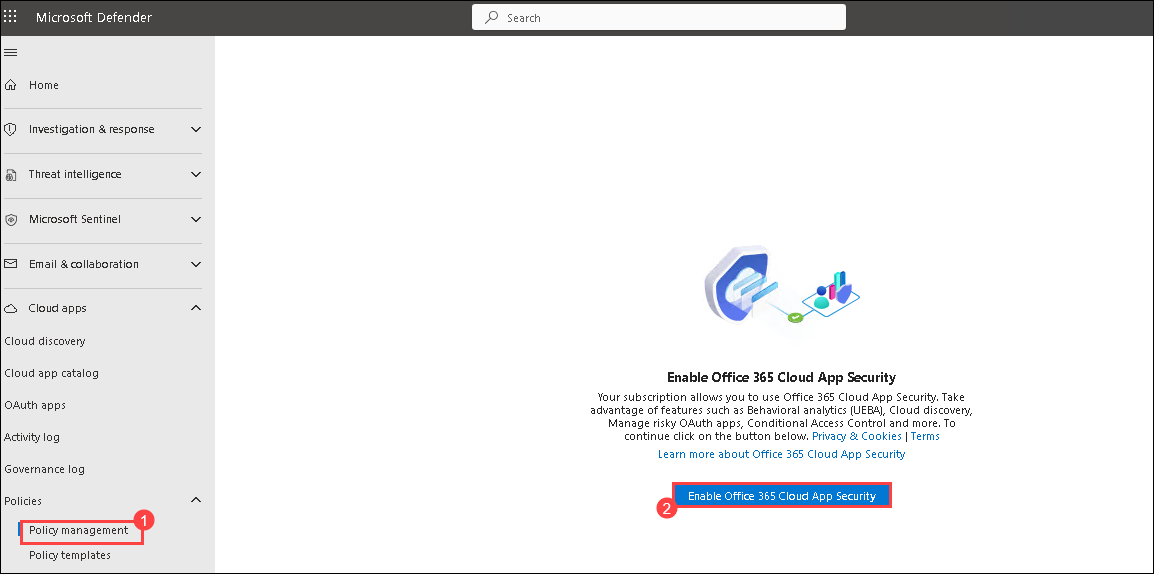 Microsoft Defender
Search
Home
Investigation & response
Threat intelligence
Microsoft Sentinel
Email & collaboration
Cloud apps
Cloud discovery
Cloud app catalog
OAuth apps
Activity log
Governance log
Policies
1
Policy management
Policy templates
Enable Office 365 Cloud App Security
Your subscription allows you to use Office 365 Cloud App Security. Take
advantage of features such as Behavioral analytics (UEBA), Cloud discovery,
Manage risky OAuth apps, Conditional Access Control and more. To
continue click on the button below. Privacy & Cookies | Terms
Learn more about Office 365 Cloud App Security
Enable Office 365 Cloud App Security
2